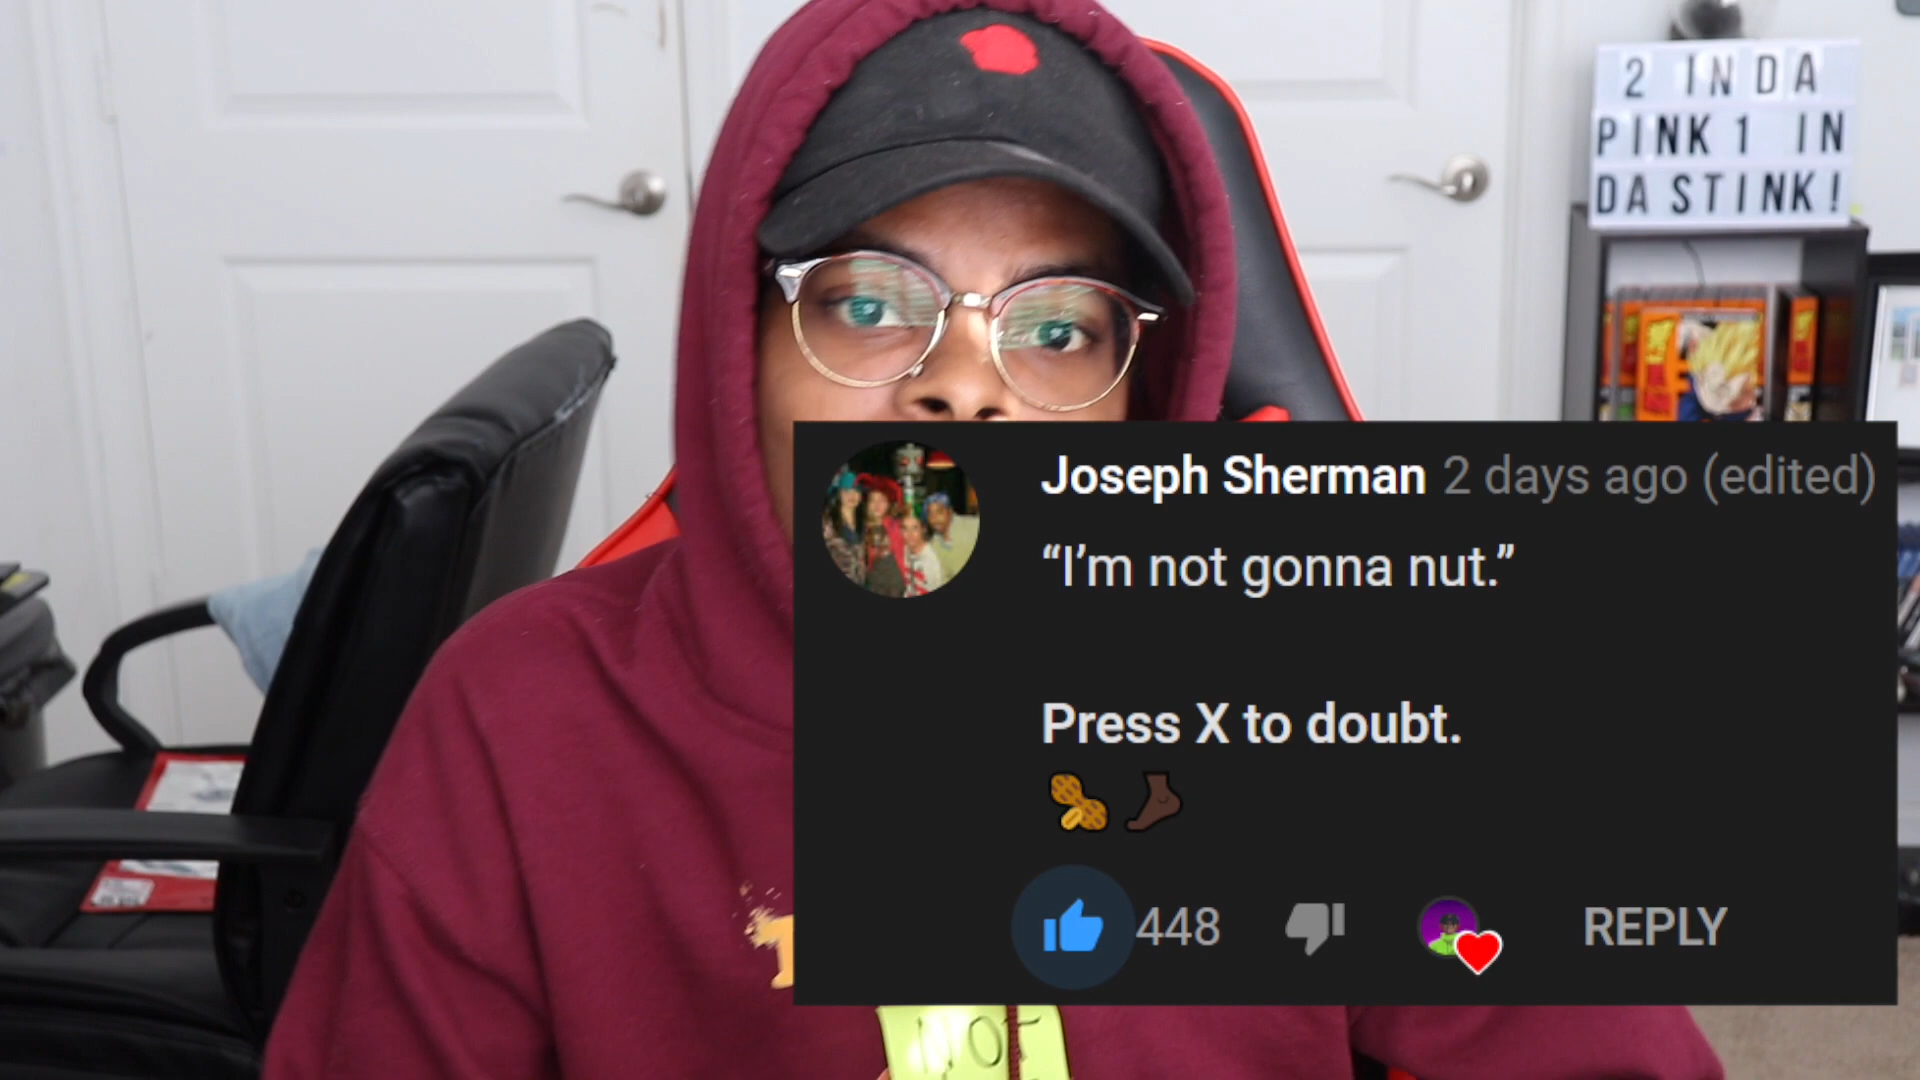 2 IN DA
PINK 1 IN
DA STINK!
Joseph Sherman 2 days ago (edited)
“I’m not gonna nut.”
Press X to doubt.
448
REPLY
NOT